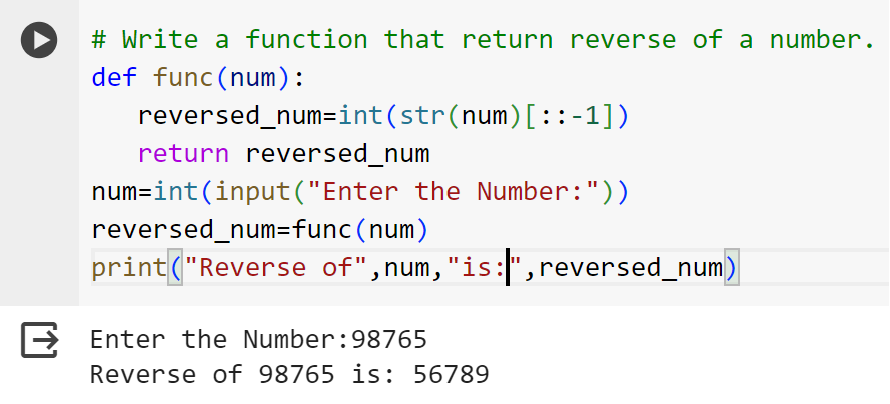 # Write a function that return reverse of a number.
def func(num):
   reversed_num=int(str(num)[::-1])
   return reversed_num
num=int(input("Enter the Number:"))
reversed_num=func(num)
print("Reverse of",num,"is:",reversed_num)
Enter the Number:98765
Reverse of 98765 is: 56789